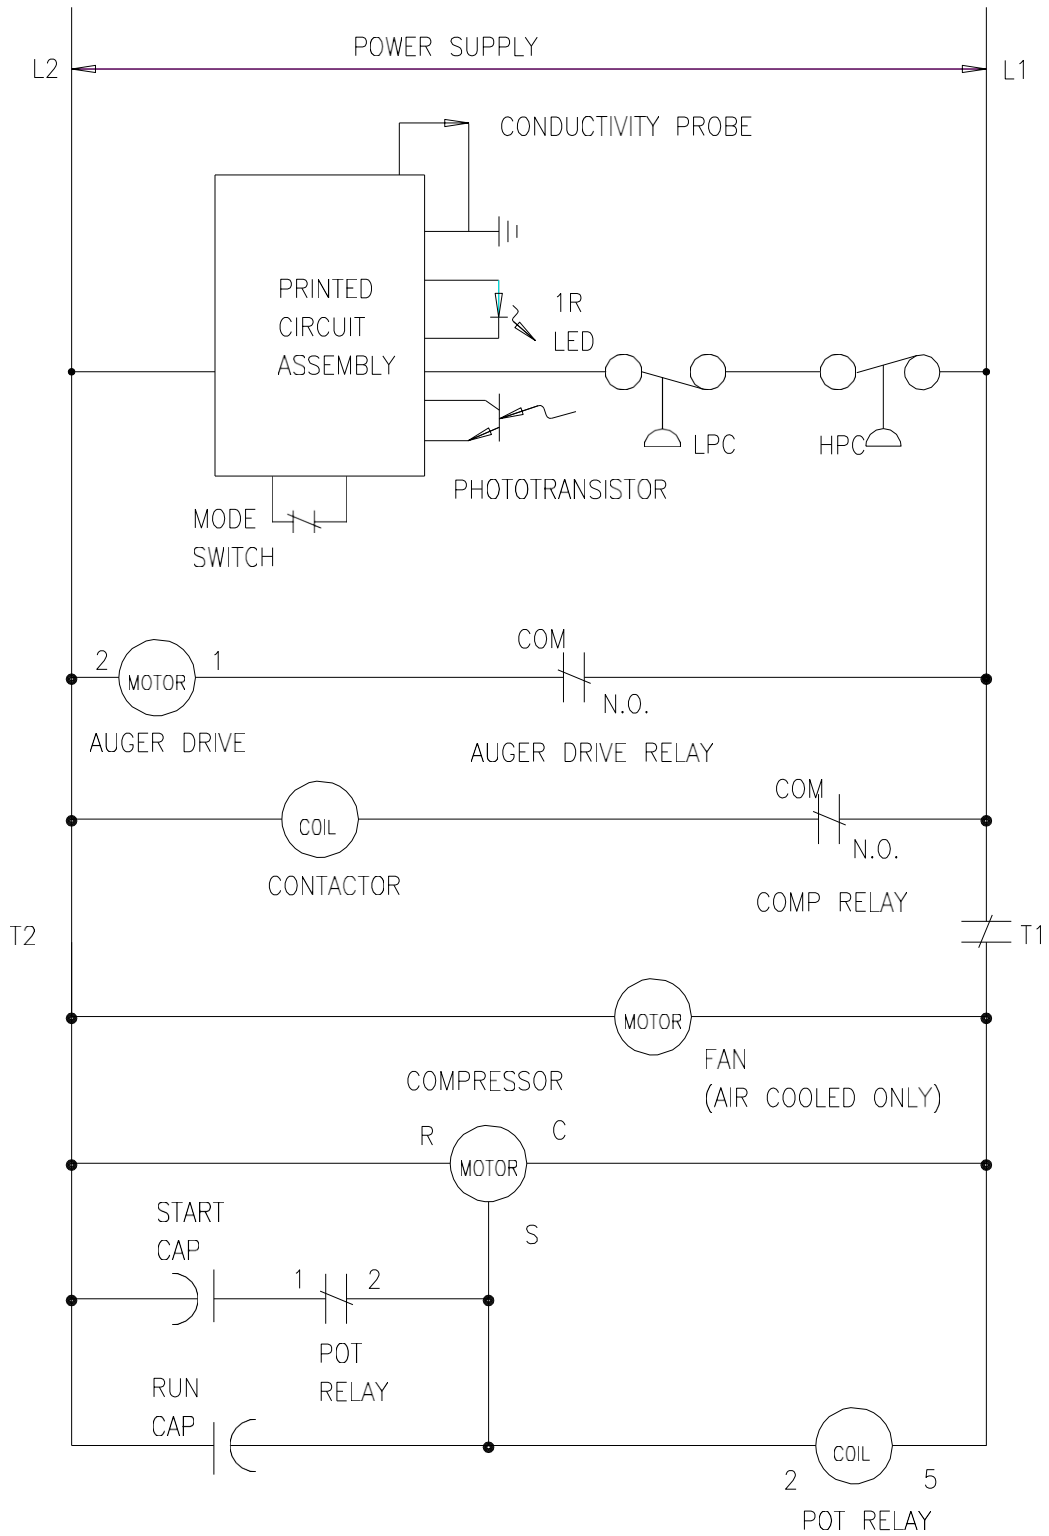 POWER SUPPLY
L2
L1
CONDUCTIVITY PROBE
PRINTED
CIRCUIT
ASSEMBLY
1R
LED
LPC
HPC
PHOTOTRANSISTOR
MODE
SWITCH
COM
2
MOTOR
1
N.O.
AUGER DRIVE
AUGER DRIVE RELAY
COM
COIL
N.O.
CONTACTOR
COMP RELAY
T2
T1
MOTOR
FAN
(AIR COOLED ONLY)
COMPRESSOR
R
C
MOTOR
S
START
CAP
1
2
POT
RELAY
RUN
CAP
COIL
2
5
POT RELAY